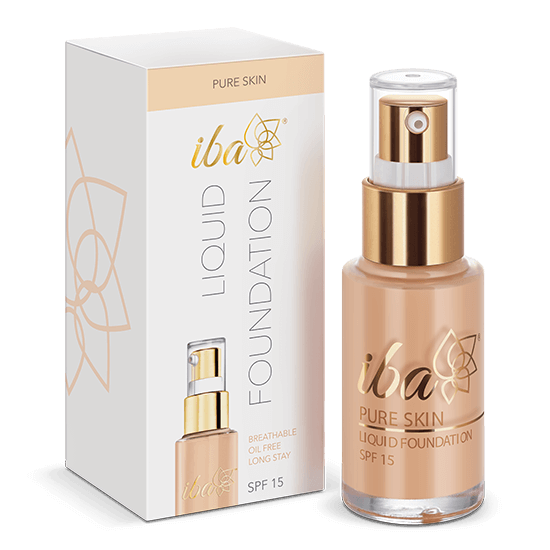 PURE SKIN
iba®
LIQUID
FOUNDATION
BREATHABLE
OIL FREE
LONG STAY
SPF 15
iba
iba®
PURE SKIN
LIQUID FOUNDATION
SPF 15